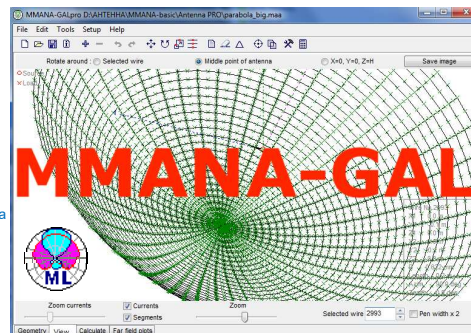 MMANA-GALpro D:\AHTEHHA\MMANA-basic\Antenna PRO\parabola_big.maa
File Edit Tools Setup Help
Rotate around : Selected wire Middle point of antenna X=0, Y=0, Z=H Save image
MMANA-GAL
a
ML
Zoom currents Currents Zoom
Segments Selected wire 2993 Pen width x 2
Geometry View Calculate Far field plots